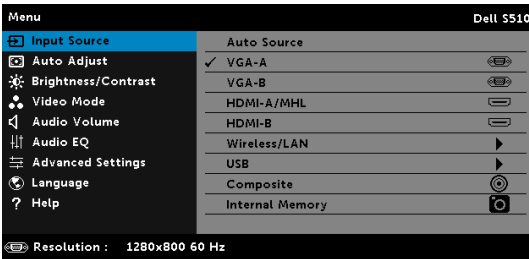 Menu Dell S510
Input Source
Auto Adjust
Brightness/Contrast
Video Mode
Audio Volume
Audio EQ
Advanced Settings
Language
? Help
Auto Source
✓ VGA-A
VGA-B
HDMI-A/MHL
HDMI-B
Wireless/LAN
USB
Composite
Internal Memory
Resolution : 1280x800 60 Hz